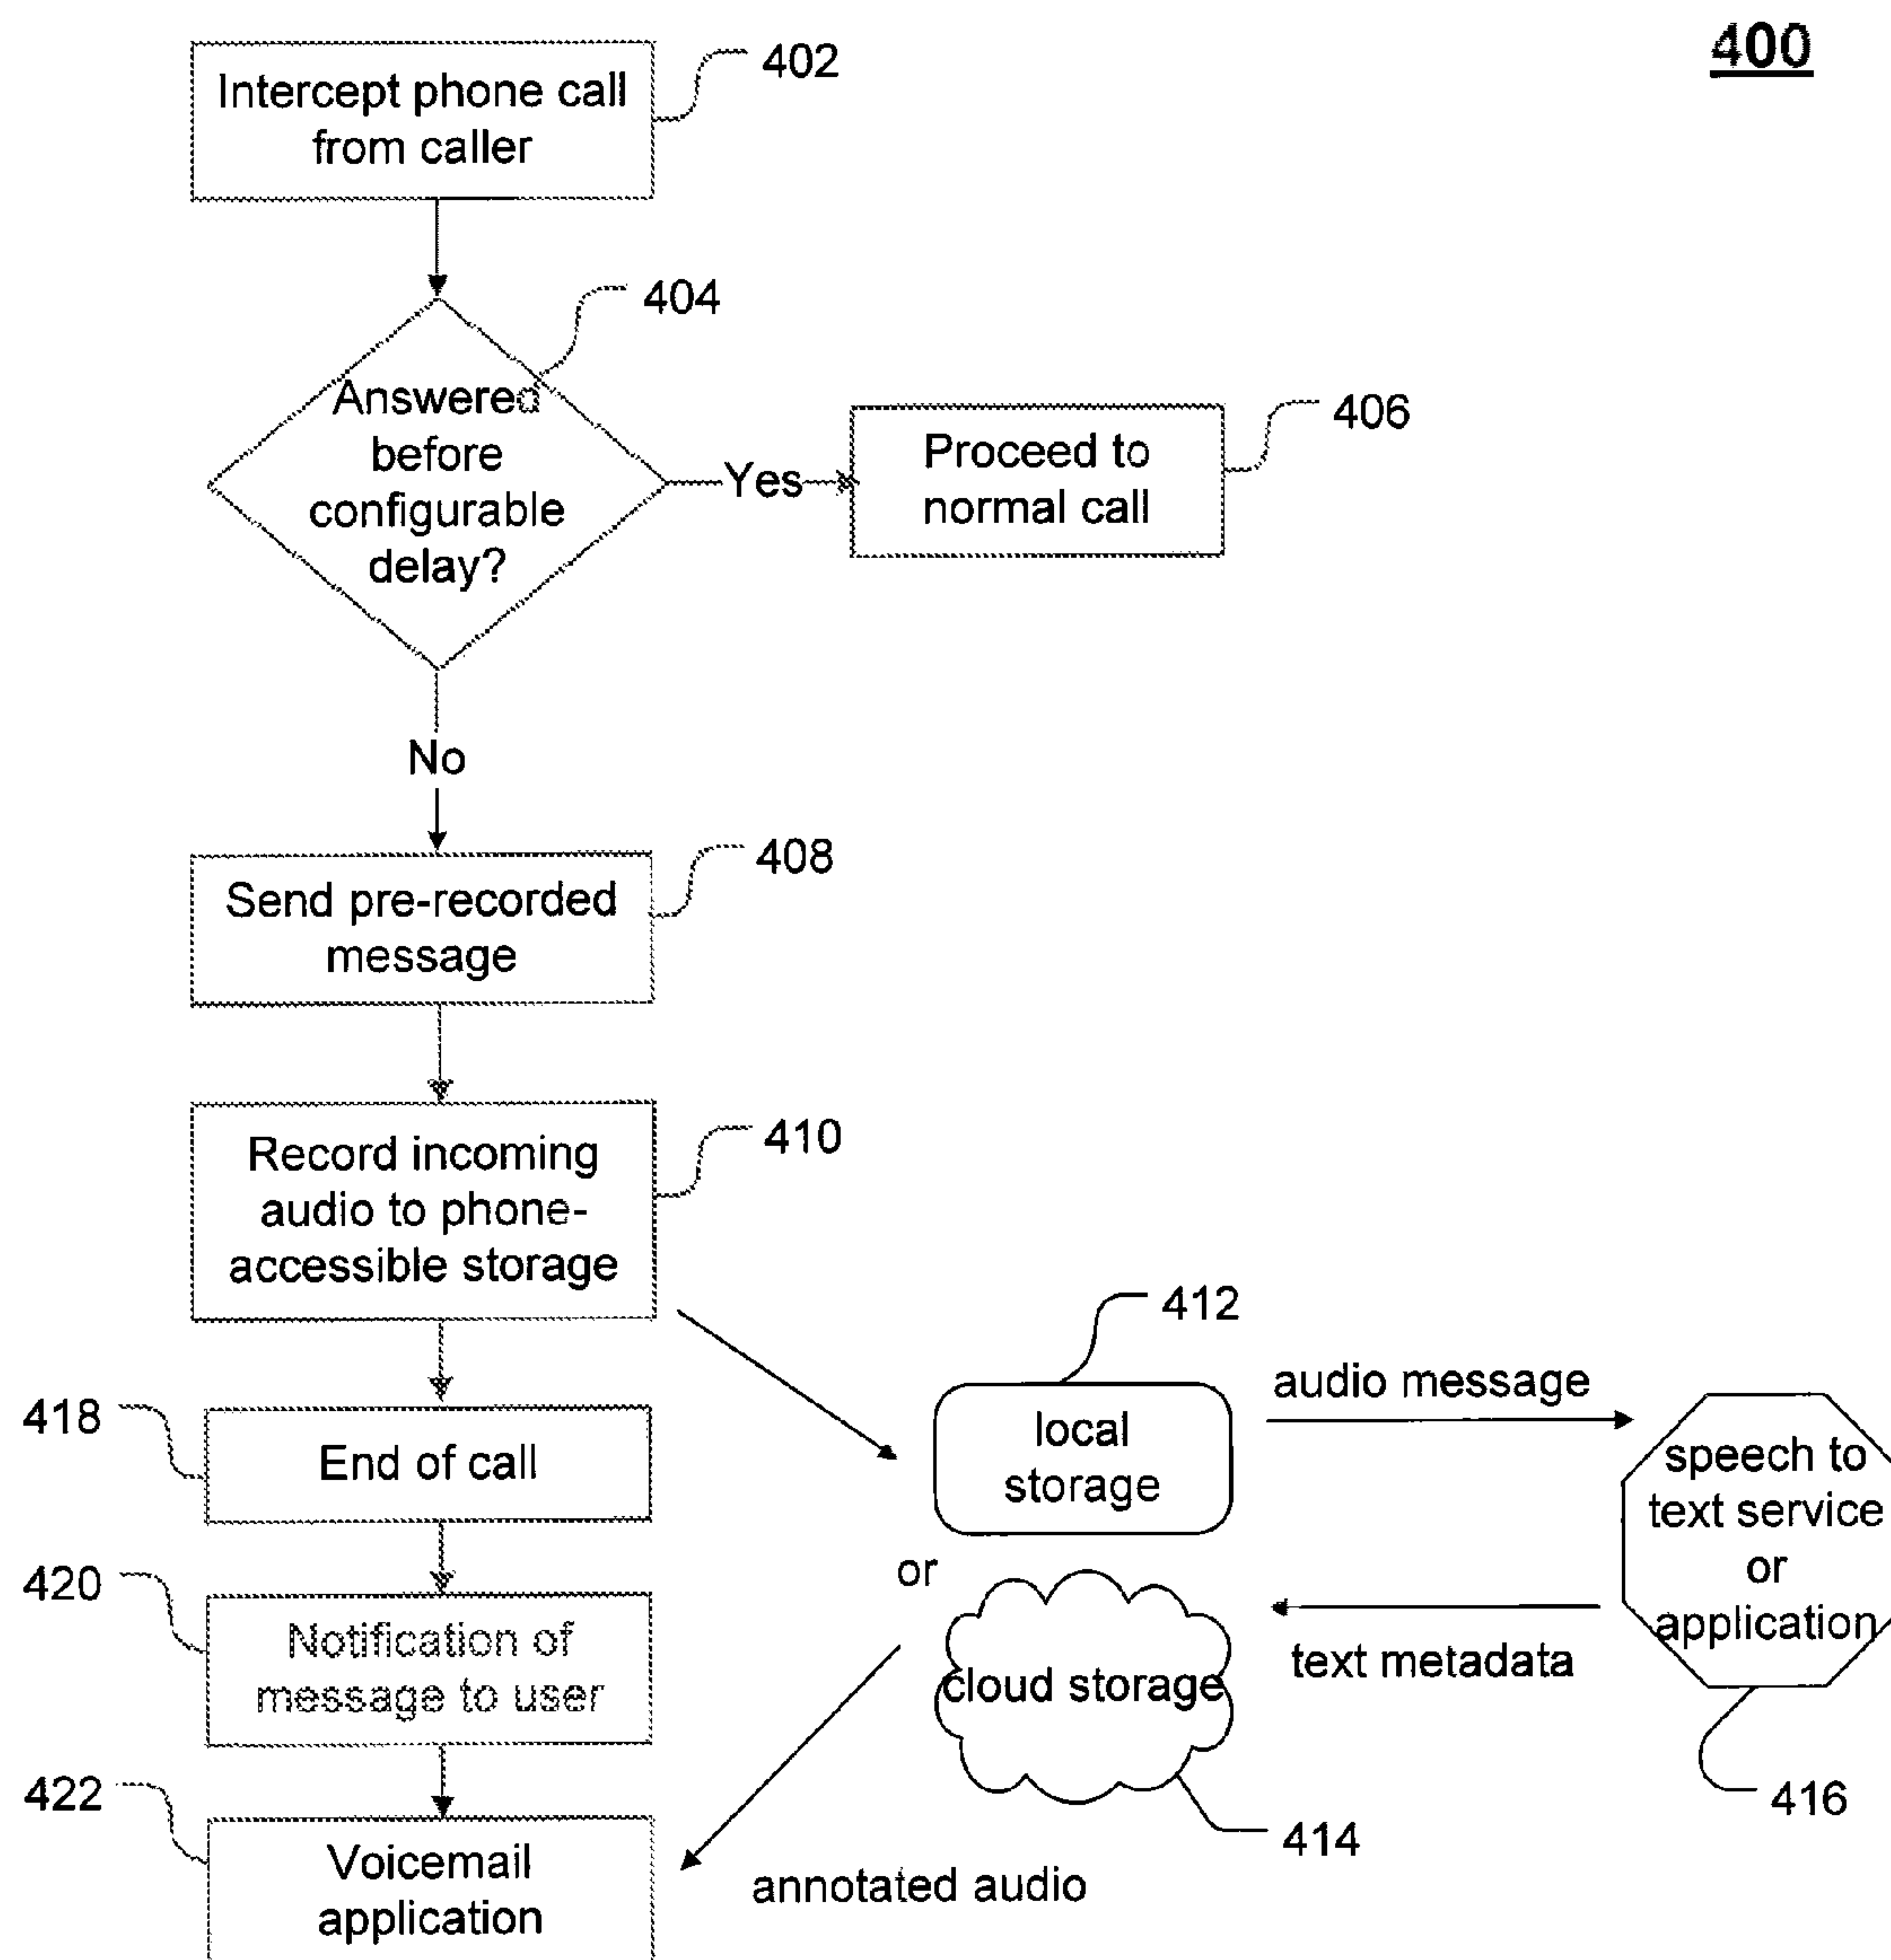 400
402
Intercept phone call
from caller
404
Answered
before
configurable
delay?
Yes
Proceed to
normal call
406
No
408
Send pre-recorded
message
410
Record incoming
audio to phone-
accessible storage
412
local
storage
audio message
speech to
text service
or
application
416
text metadata
or
cloud storage
414
418
End of call
420
Notification of
message to user
422
Voicemail
application
annotated audio